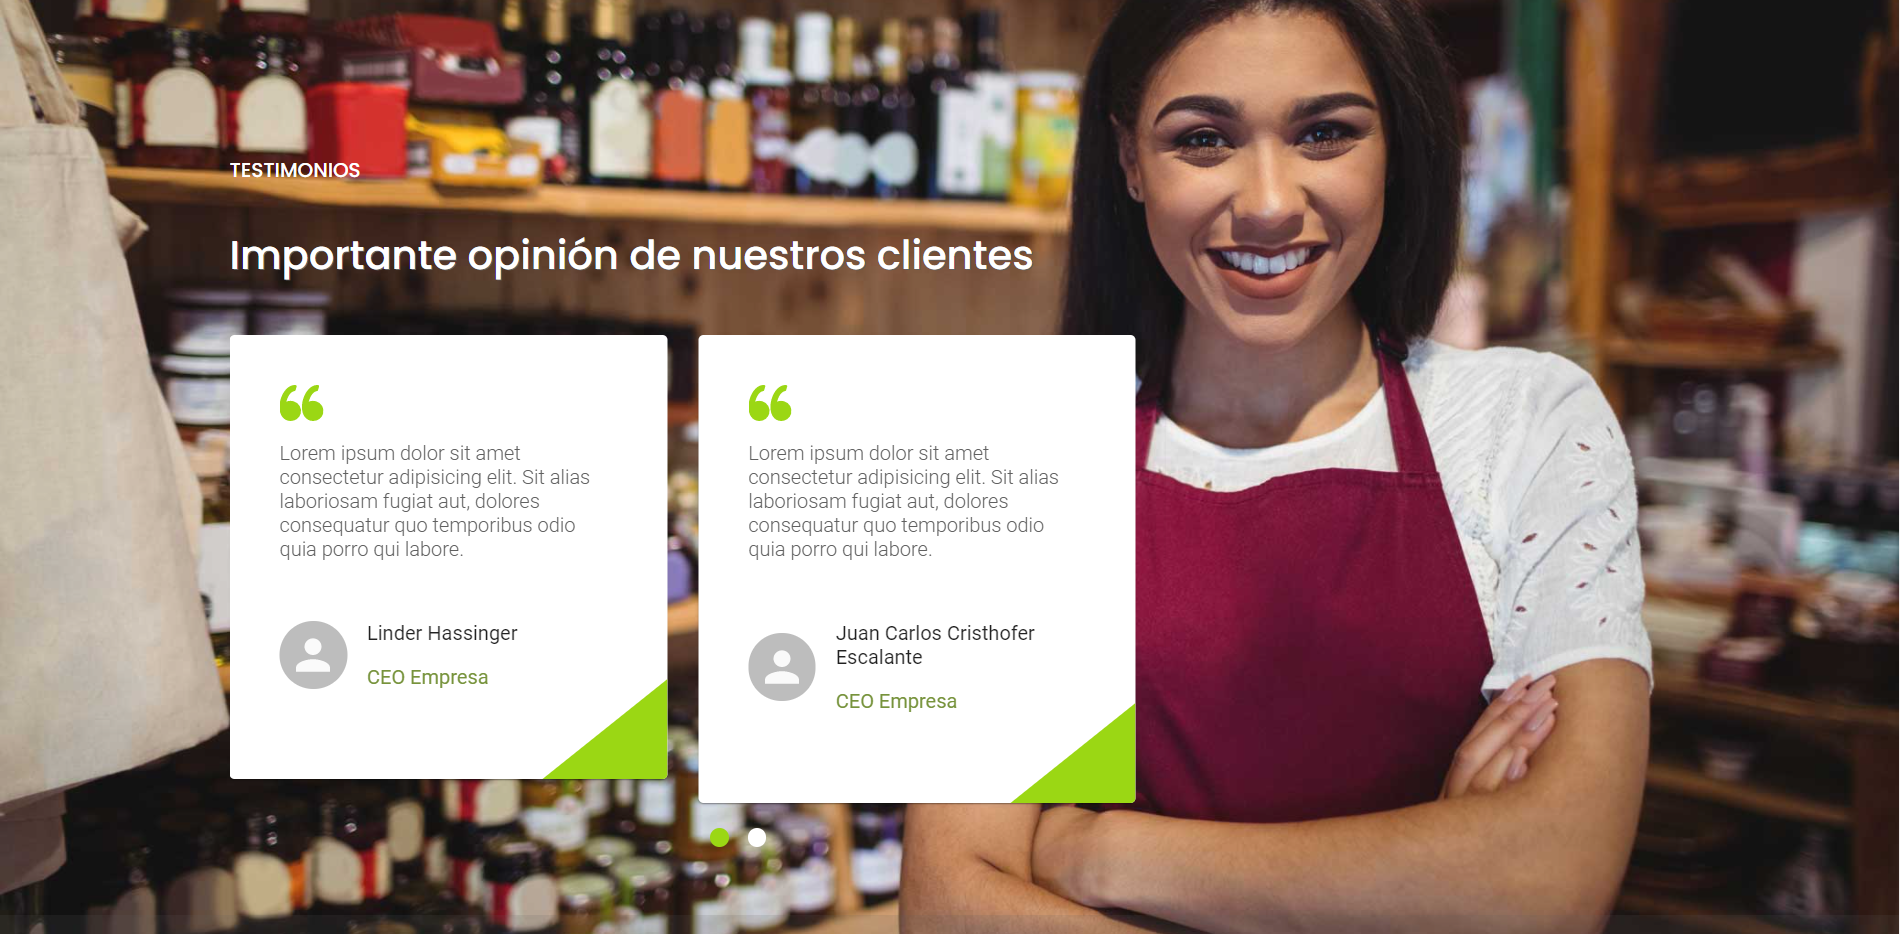 TESTIMONIOS
Importante opinión de nuestros clientes
Lorem ipsum dolor sit amet
consectetur adipisicing elit. Sit alias
laboriosam fugiat aut, dolores
consequatur quo temporibus odio
quia porro qui labore.
Linder Hassinger
CEO Empresa
Lorem ipsum dolor sit amet
consectetur adipisicing elit. Sit alias
laboriosam fugiat aut, dolores
consequatur quo temporibus odio
quia porro qui labore.
Juan Carlos Cristhofer
Escalante
CEO Empresa